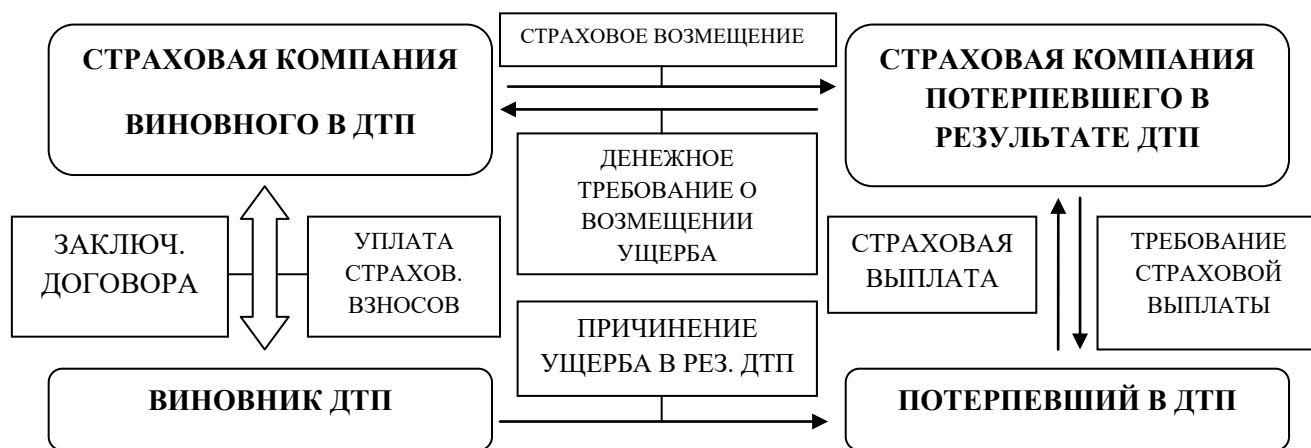 СТРАХОВАЯ КОМПАНИЯ
ВИНОВНОГО В ДТП
СТРАХОВОЕ ВОЗМЕЩЕНИЕ
СТРАХОВАЯ КОМПАНИЯ
ПОТЕРПЕВШЕГО В
РЕЗУЛЬТАТЕ ДТП
ДЕНЕЖНОЕ
ТРЕБОВАНИЕ О
ВОЗМЕЩЕНИИ
УЩЕРБА
ЗАКЛЮЧ.
ДОГОВОРА
УПЛАТА
СТРАХОВ.
ВЗНОСОВ
СТРАХОВАЯ
ВЫПЛАТА
ТРЕБОВАНИЕ
СТРАХОВОЙ
ВЫПЛАТЫ
ПРИЧИНЕНИЕ
УЩЕРБА В РЕЗ. ДТП
ВИНОВНИК ДТП
ПОТЕРПЕВШИЙ В ДТП